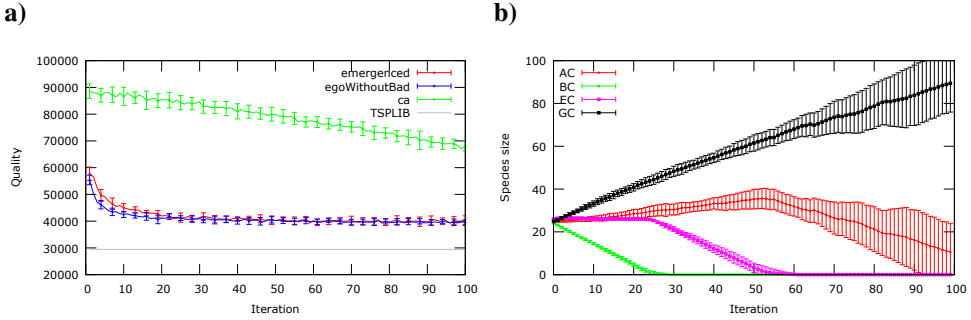 a)
100000
90000
80000
70000
60000
50000
40000
30000
20000
0 10 20 30 40 50 60 70 80 90 100
Quality
Iteration
emergenced
egoWithoutBad
ca
TSPLIB
b)
100
80
60
40
20
0
0 10 20 30 40 50 60 70 80 90 100
Species size
Iteration
AC
BC
EC
GC